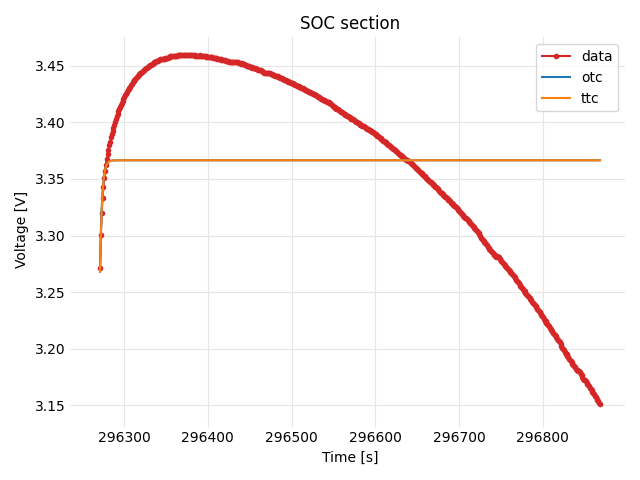 SOC section
data
otc
ttc
3.45
3.40
3.35
3.30
3.25
3.20
3.15
Voltage [V]
296300 296400 296500 296600 296700 296800
Time [s]